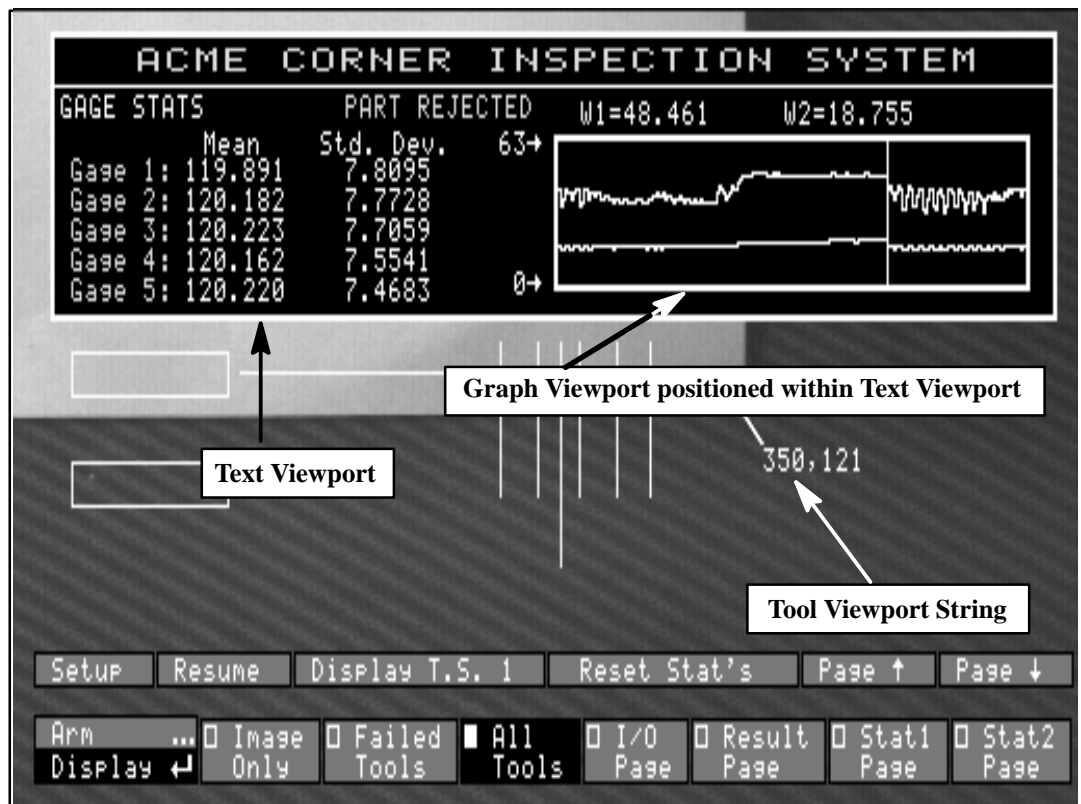 ACME CORNER INSPECTION SYSTEM
GAGE STATS PART REJECTED W1=48.461 W2=18.755
Mean Std. Dev. 63→
Gage 1: 119.891 7.8095
Gage 2: 120.182 7.7728
Gage 3: 120.223 7.7059
Gage 4: 120.162 7.5541
Gage 5: 120.220 7.4683 0→
Graph Viewport positioned within Text Viewport
Text Viewport
350,121
Tool Viewport String
Setup Resume Display T.S. 1 Reset Stat's Page ↑ Page ↓
Arm ... Image Failed All I/O Result Stat1 Stat2
Display ↵ Only Tools Tools Page Page Page Page